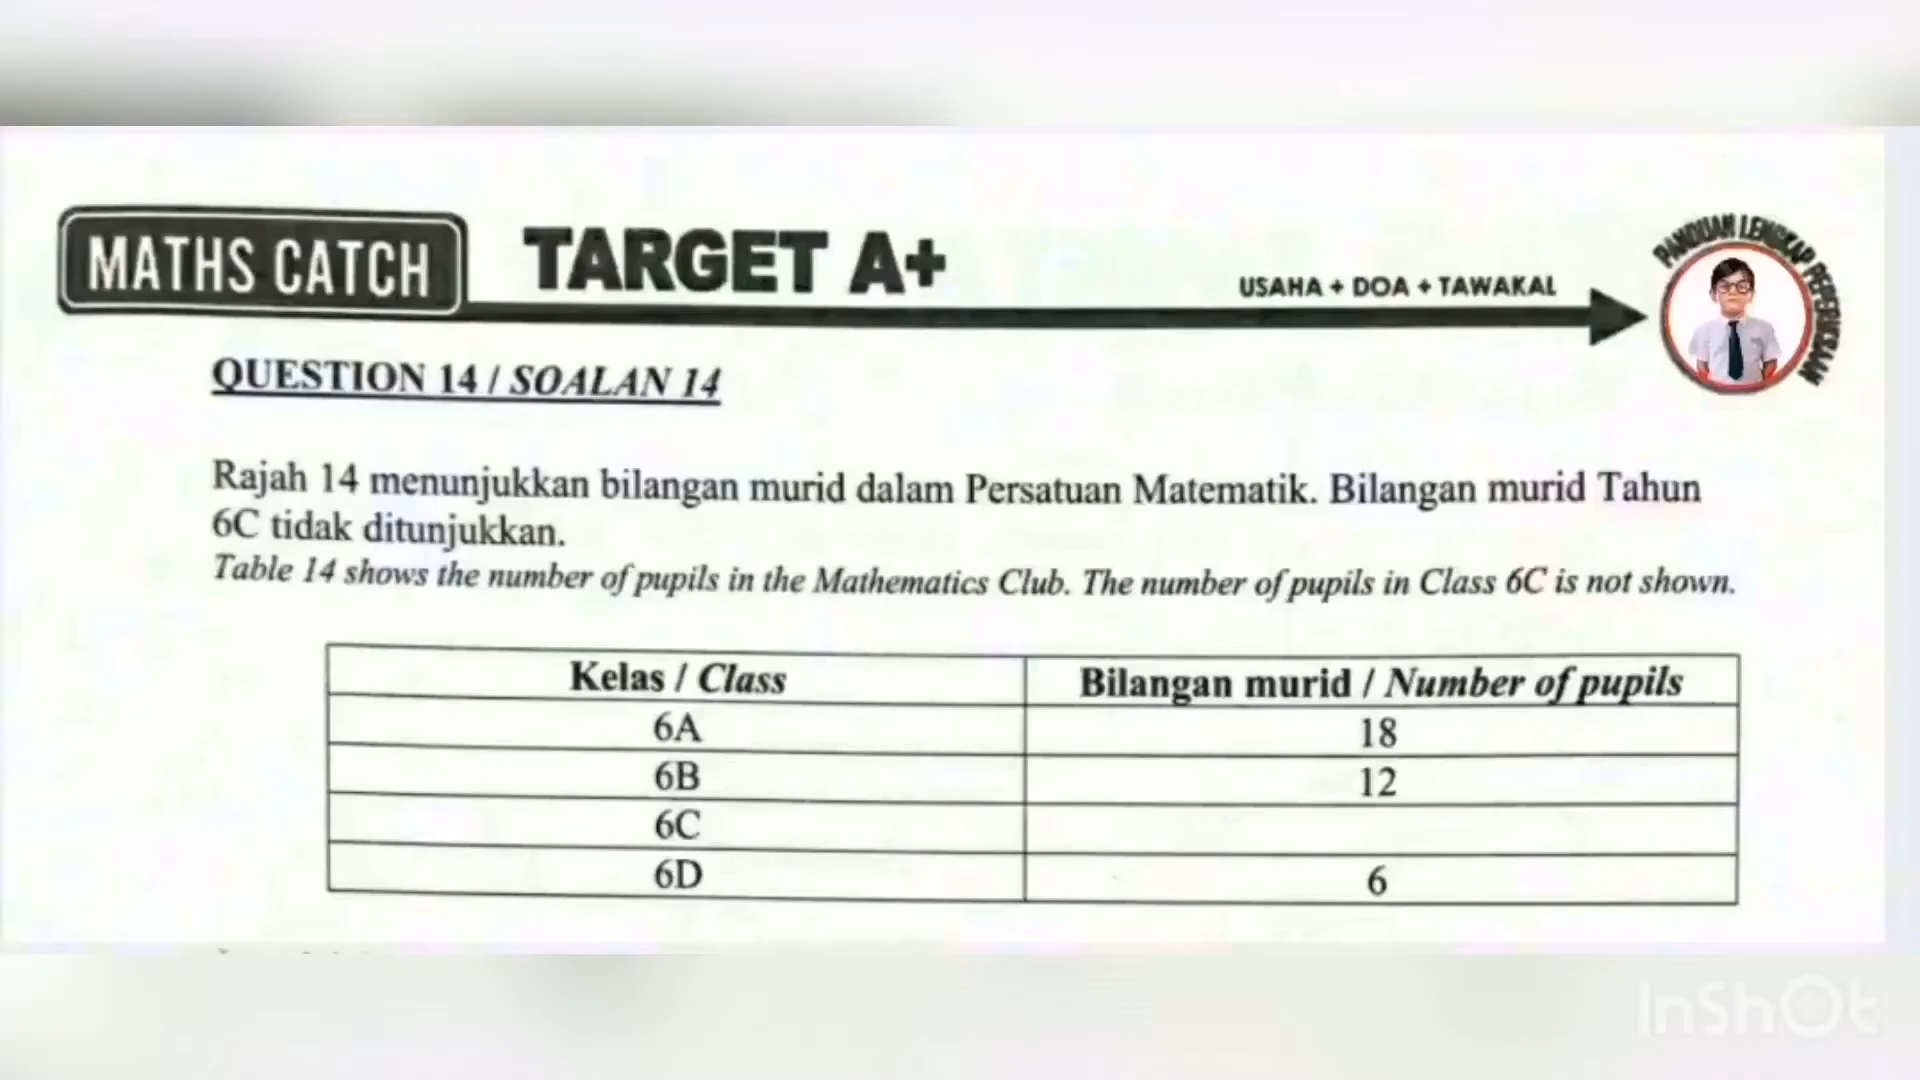 MATHS CATCH
TARGET A+
USAHA + DOA + TAWAKAL
PANDUAN LENGKAP PEPERIKSAAN
QUESTION 14 / SOALAN 14
Rajah 14 menunjukkan bilangan murid dalam Persatuan Matematik. Bilangan murid Tahun
6C tidak ditunjukkan.
Table 14 shows the number of pupils in the Mathematics Club. The number of pupils in Class 6C is not shown.
Kelas / Class Bilangan murid / Number of pupils
6A 18
6B 12
6C
6D 6
InShOt